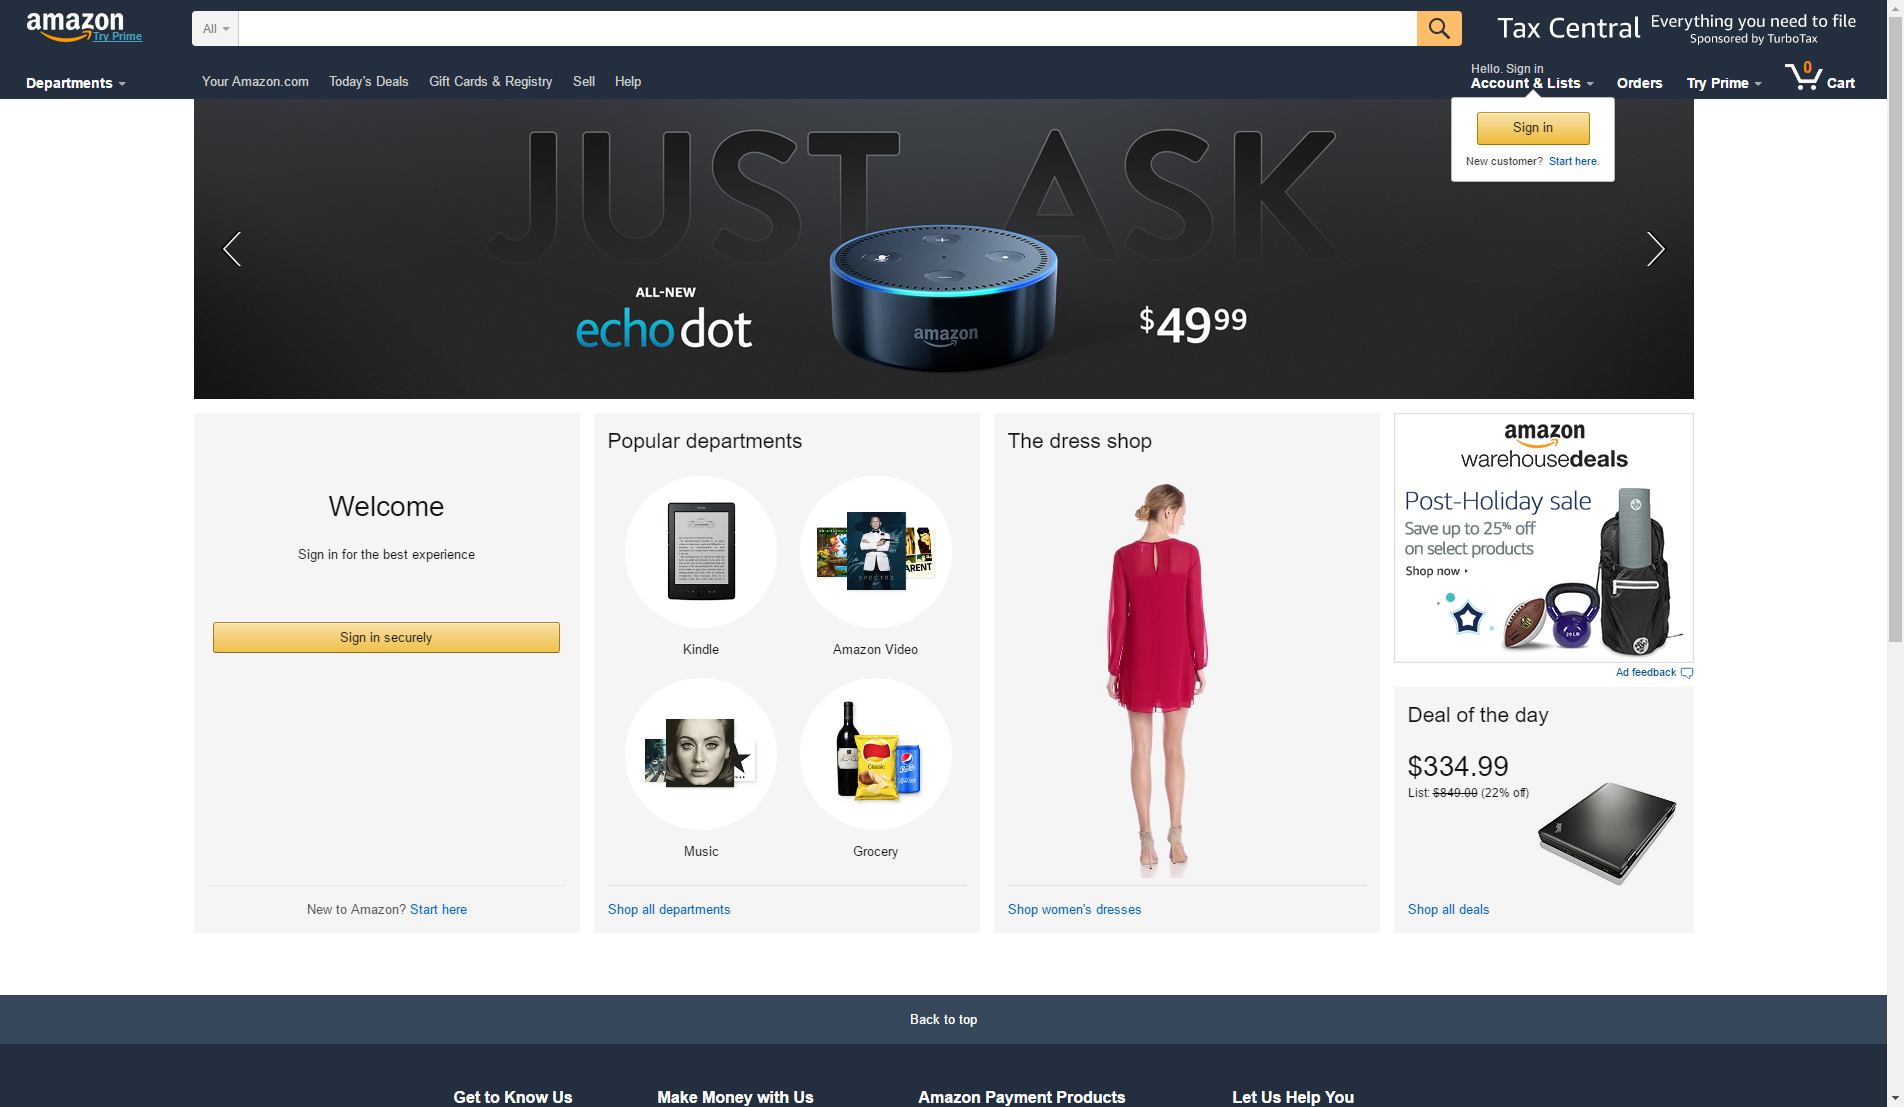 amazon
Try Prime
All
Tax Central
Everything you need to file
Sponsored by TurboTax
Departments
Your Amazon.com
Today's Deals
Gift Cards & Registry
Sell
Help
Hello. Sign in
Account & Lists
Orders
Try Prime
0
Cart
Sign in
New customer? Start here.
JUST ASK
ALL-NEW
echo dot
amazon
$49 99
Welcome
Sign in for the best experience
Sign in securely
New to Amazon? Start here
Popular departments
SPECTRE
ARENT
Kindle
Amazon Video
Classic
Music
Grocery
Shop all departments
The dress shop
Shop women's dresses
amazon
warehousedeals
Post-Holiday sale
Save up to 25% off
on select products
Shop now
20 LB
Ad feedback
Deal of the day
$334.99
List: $849.00 (22% off)
Shop all deals
Back to top
Get to Know Us
Make Money with Us
Amazon Payment Products
Let Us Help You